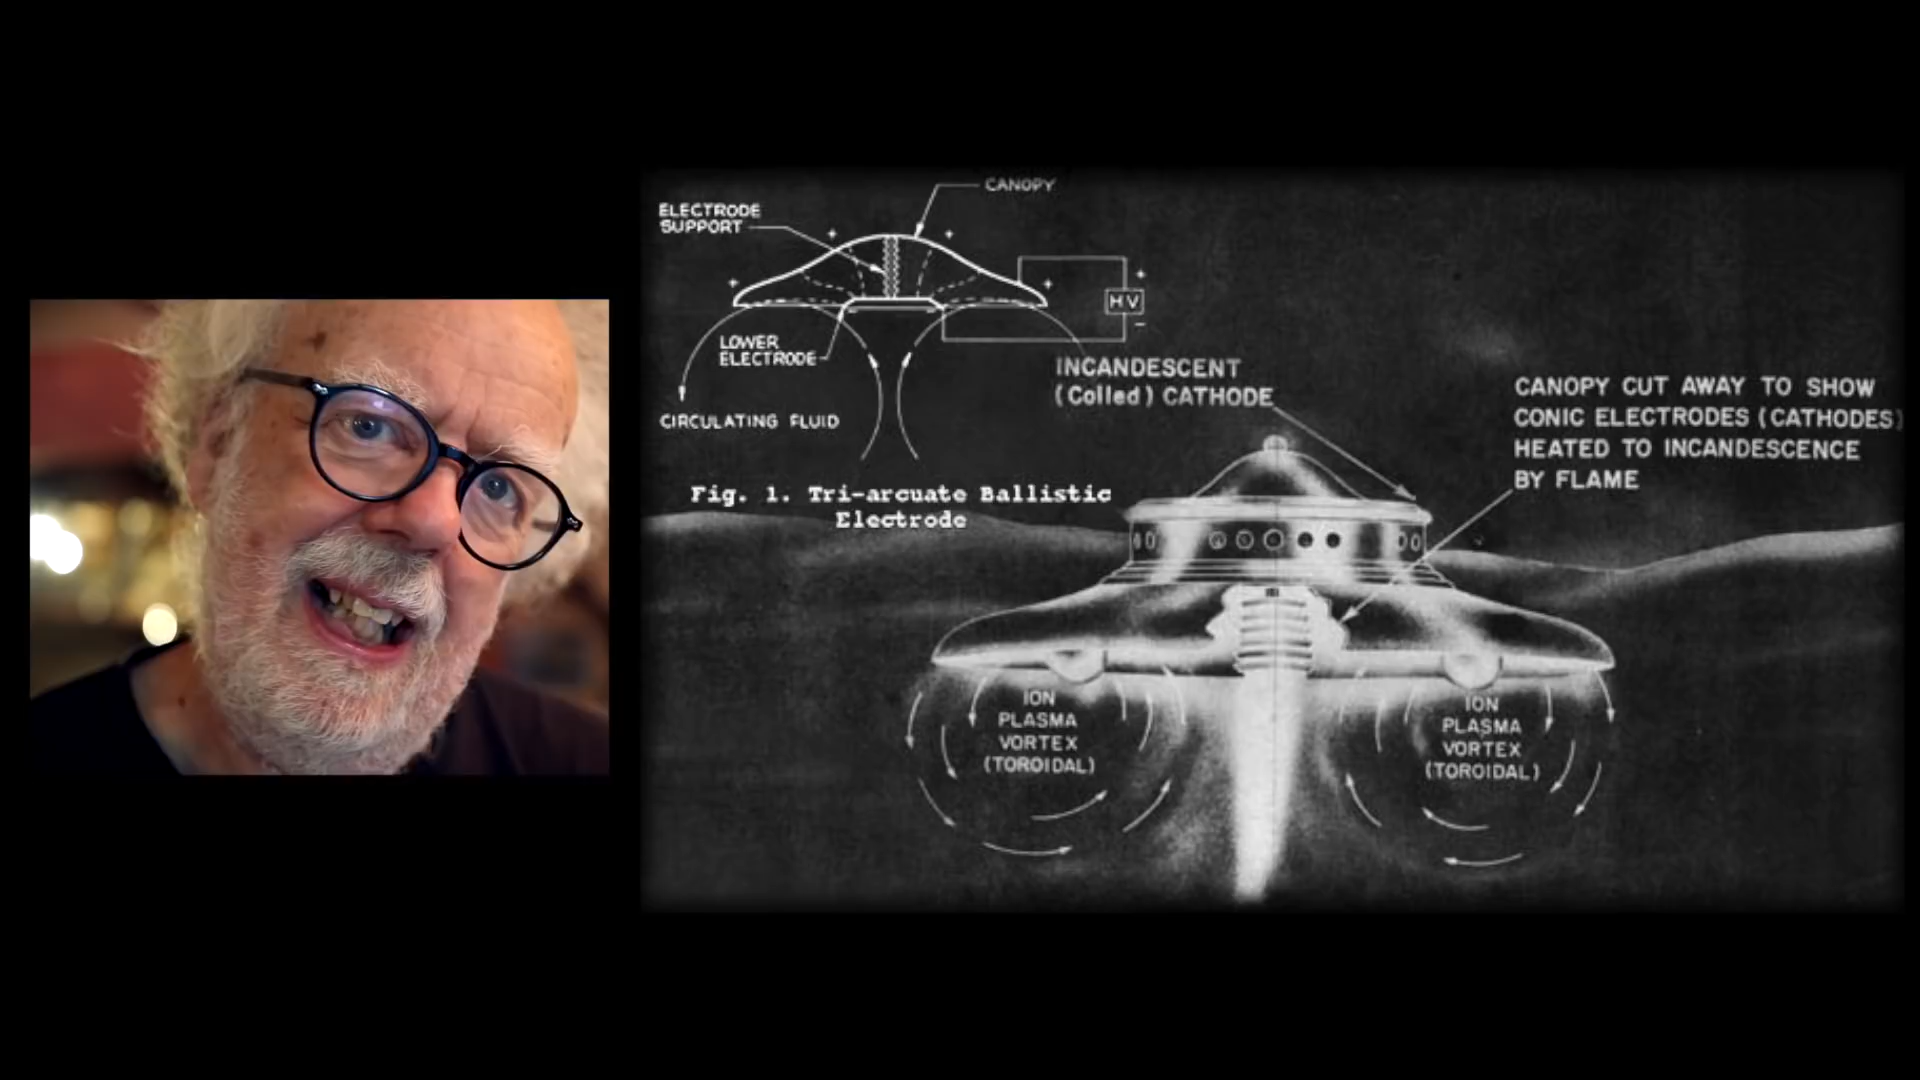 CANOPY
ELECTRODE
SUPPORT
+
+
+
+
+
HV
−
LOWER
ELECTRODE
CIRCULATING FLUID
Fig. 1. Tri-arcuate Ballistic
Electrode
INCANDESCENT
(Coiled) CATHODE
CANOPY CUT AWAY TO SHOW
CONIC ELECTRODES (CATHODES)
HEATED TO INCANDESCENCE
BY FLAME
ION
PLASMA
VORTEX
(TOROIDAL)
ION
PLASMA
VORTEX
(TOROIDAL)